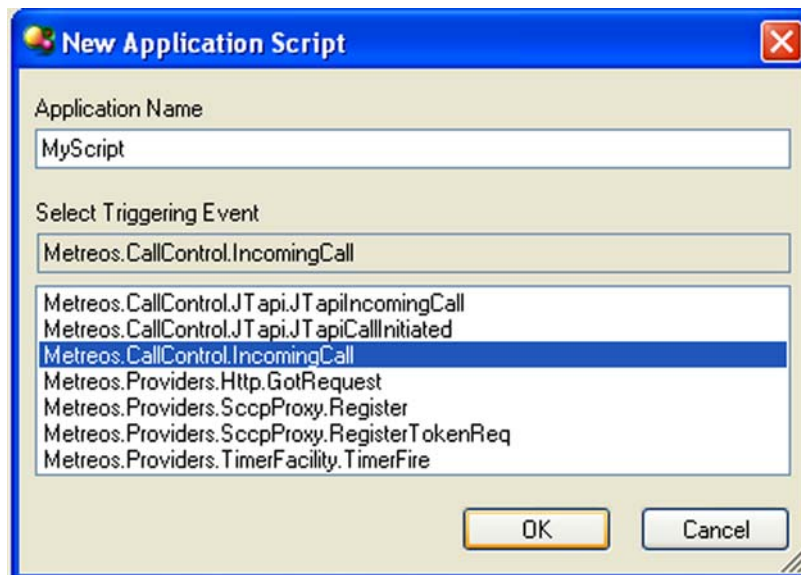 New Application Script
Application Name
MyScript
Select Triggering Event
Metreos.CallControl.IncomingCall
Metreos.CallControl.JTapi.JTapiIncomingCall
Metreos.CallControl.JTapi.JTapiCallInitiated
Metreos.CallControl.IncomingCall
Metreos.Providers.Http.GotRequest
Metreos.Providers.SccpProxy.Register
Metreos.Providers.SccpProxy.RegisterTokenReq
Metreos.Providers.TimerFacility.TimerFire
OK Cancel